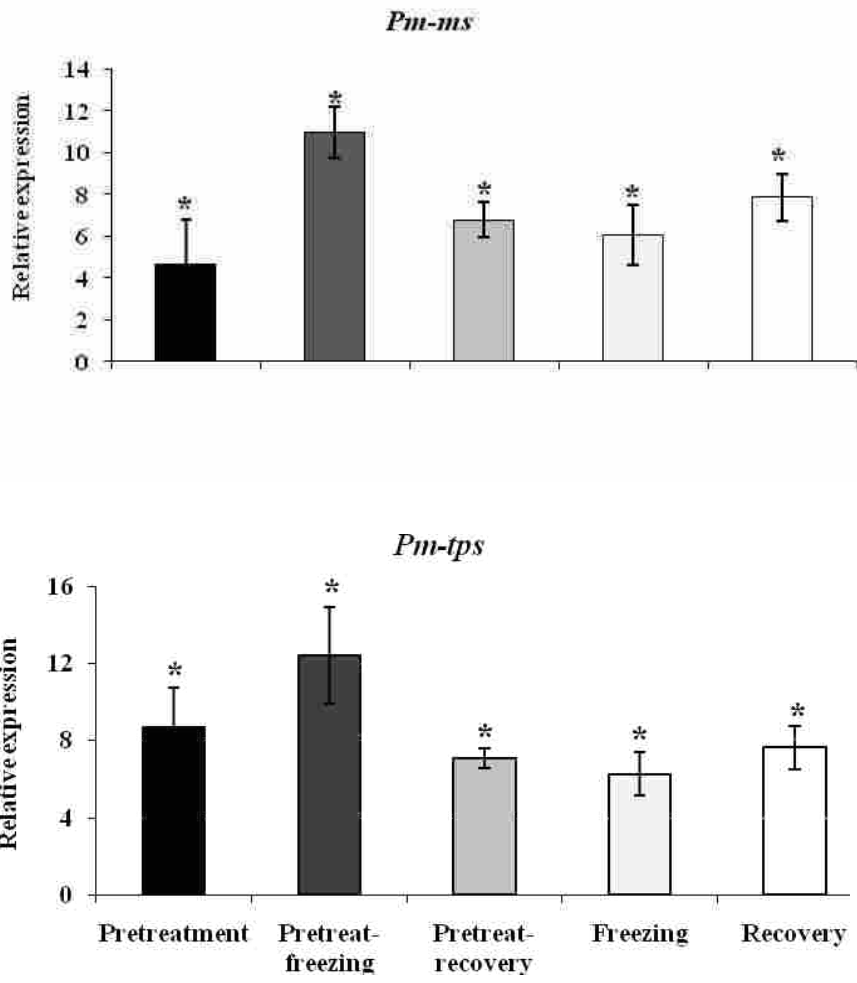 Pm-ms
Relative expression
14
12
10
8
6
4
2
0
*
*
*
*
*
Pm-tps
Relative expression
16
12
8
4
0
*
*
*
*
*
Pretreatment
Pretreat-
freezing
Pretreat-
recovery
Freezing
Recovery